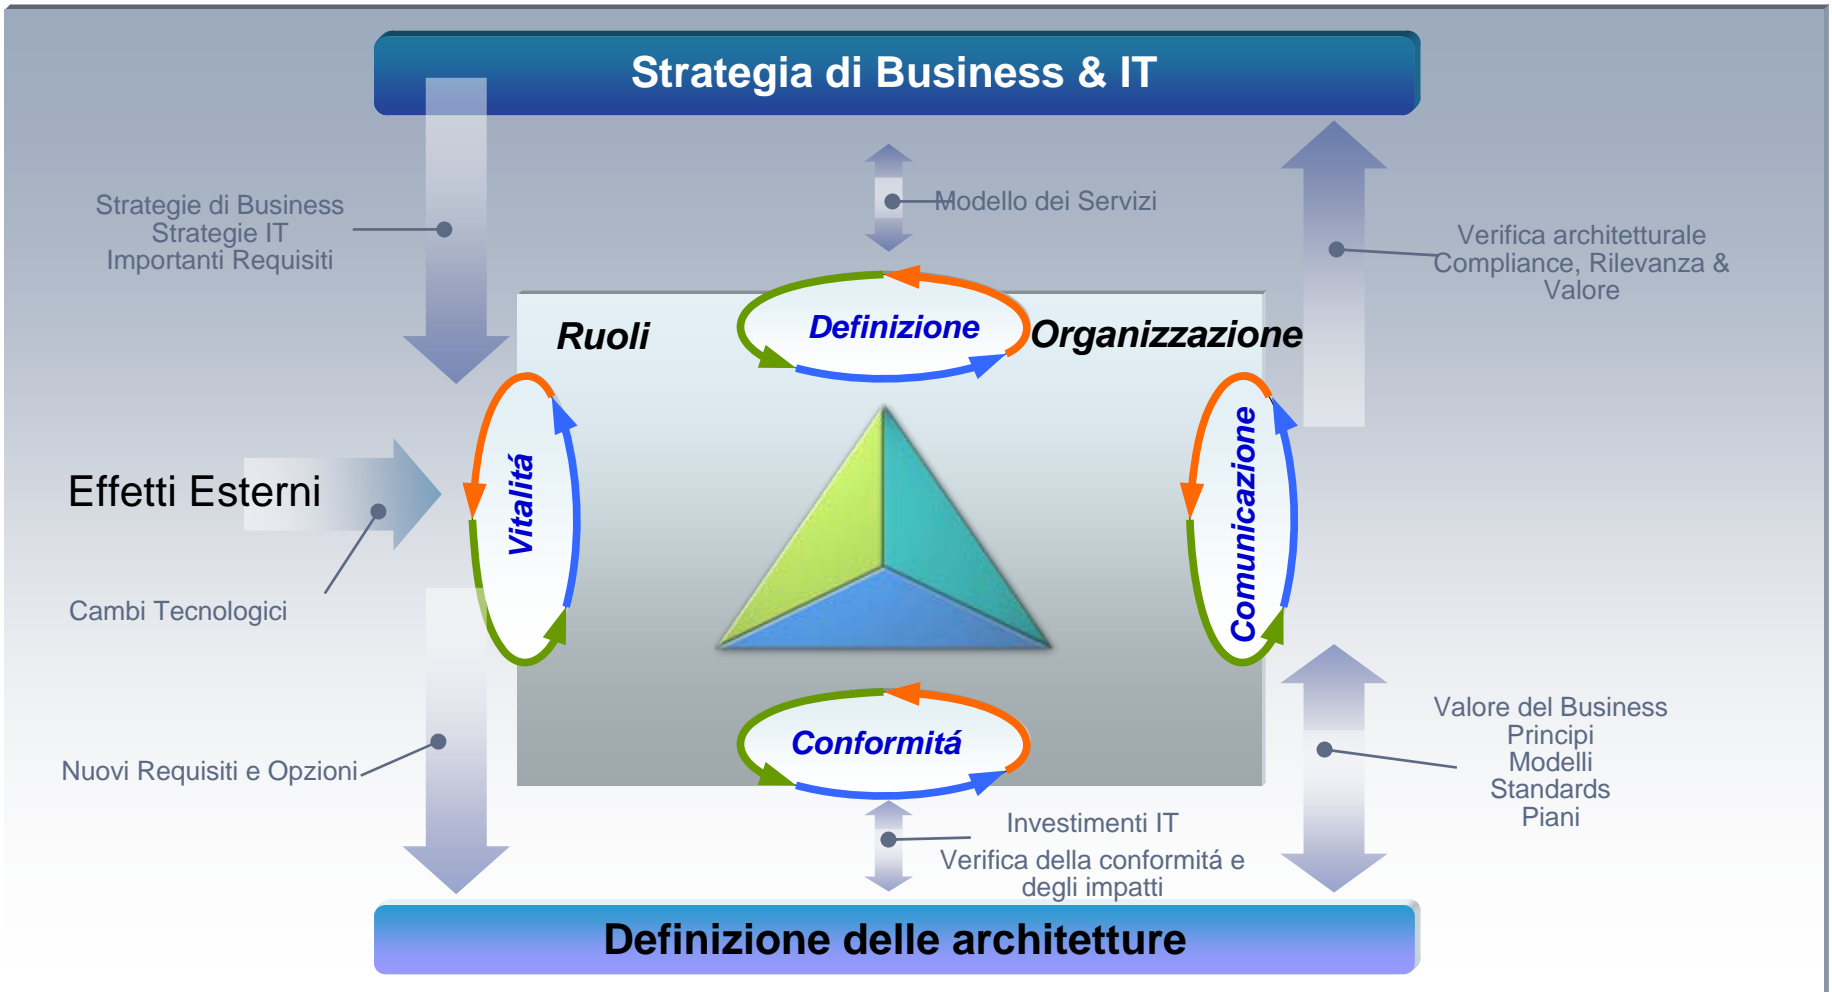 Strategia di Business & IT
Strategie di Business
Strategie IT
Importanti Requisiti
Modello dei Servizi
Verifica architetturale
Compliance, Rilevanza &
Valore
Ruoli
Definizione
Organizzazione
Effetti Esterni
Vitalitá
Comunicazione
Cambi Tecnologici
Nuovi Requisiti e Opzioni
Conformitá
Valore del Business
Principi
Modelli
Standards
Piani
Investimenti IT
Verifica della conformitá e
degli impatti
Definizione delle architetture